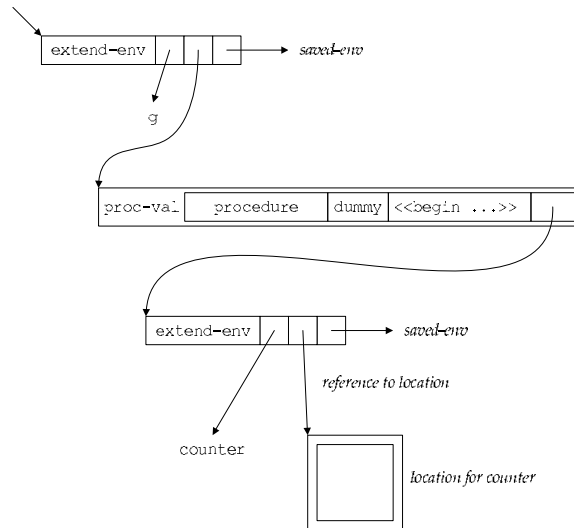 extend-env
saved-env
g
proc-val procedure dummy <<begin ...>>
extend-env
saved-env
reference to location
counter
location for counter